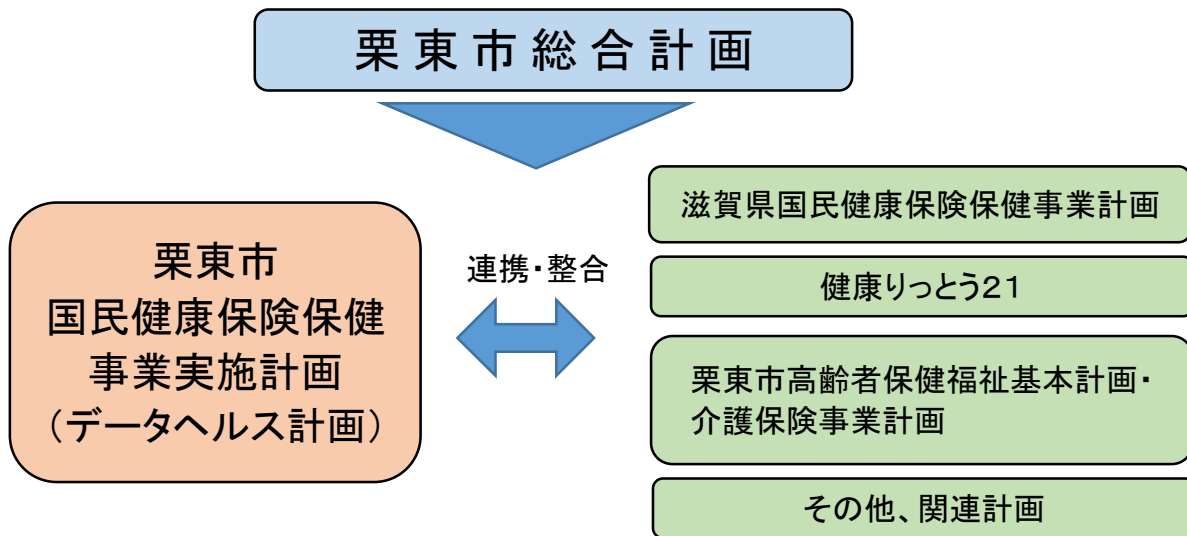 栗東市総合計画
栗東市
国民健康保険保健
事業実施計画
（データヘルス計画）
連携・整合
滋賀県国民健康保険保健事業計画
健康りっとう２１
栗東市高齢者保健福祉基本計画・
介護保険事業計画
その他、関連計画